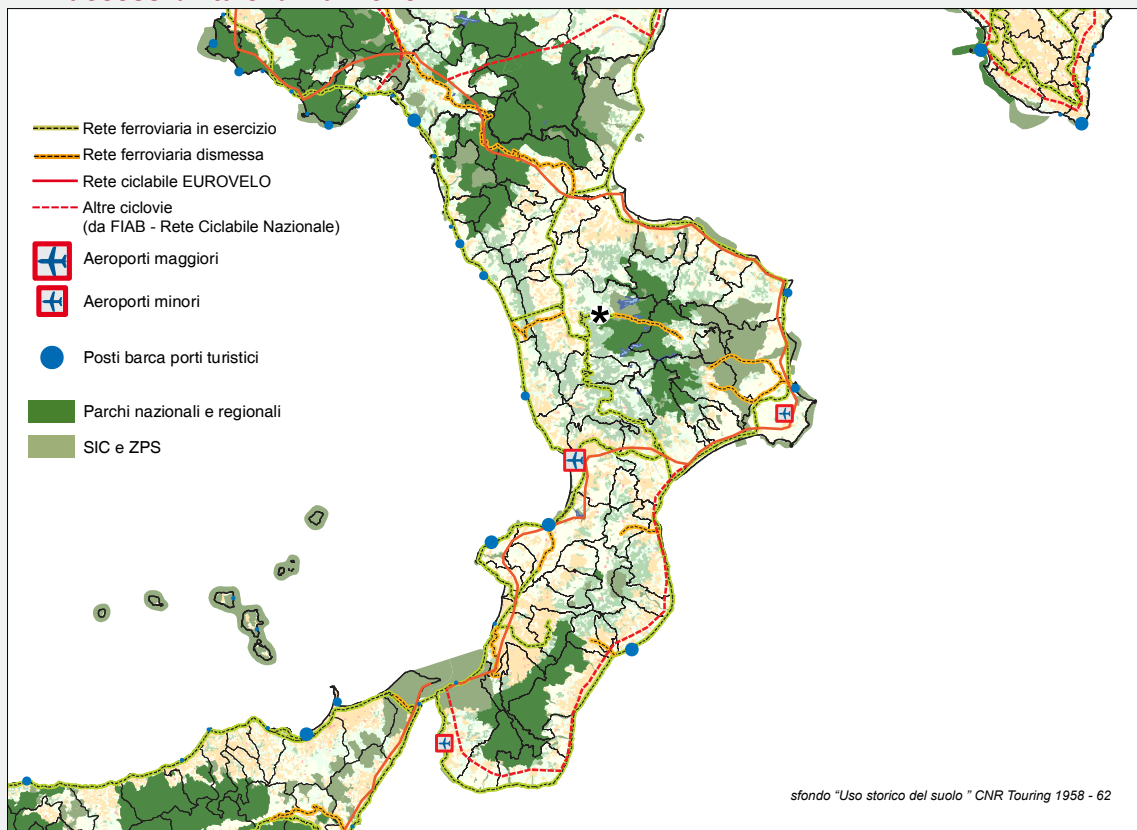 Rete ferroviaria in esercizio
Rete ferroviaria dismessa
Rete ciclabile EUROVELO
Altre ciclovie
(da FIAB - Rete Ciclabile Nazionale)
Aeroporti maggiori
Aeroporti minori
Posti barca porti turistici
Parchi nazionali e regionali
SIC e ZPS
*
sfondo “Uso storico del suolo ” CNR Touring 1958 - 62